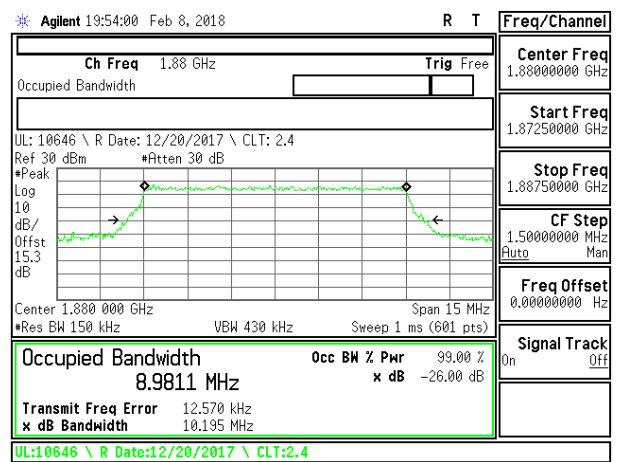 Agilent 19:54:00 Feb 8, 2018 R T
Freq/Channel
Ch Freq 1.88 GHz Trig Free
Occupied Bandwidth
UL: 10646 \ R Date: 12/20/2017 \ CLT: 2.4
Ref 30 dBm #Atten 30 dB
#Peak
Log
10
dB/
Offst
15.3
dB
Center 1.880 000 GHz Span 15 MHz
#Res BW 150 kHz VBW 430 kHz Sweep 1 ms (601 pts)
Occupied Bandwidth Occ BW % Pwr 99.00 %
8.9811 MHz x dB -26.00 dB
Transmit Freq Error 12.570 kHz
x dB Bandwidth 10.195 MHz
UL:10646 \ R Date:12/20/2017 \ CLT:2.4
Center Freq
1.88000000 GHz
Start Freq
1.87250000 GHz
Stop Freq
1.88750000 GHz
CF Step
1.50000000 MHz
Auto Man
Freq Offset
0.00000000 Hz
Signal Track
On Off